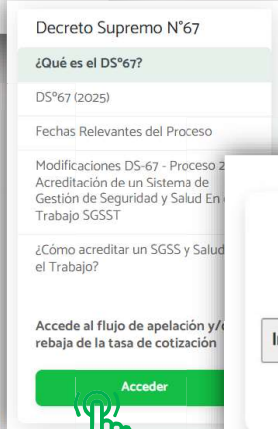 Decreto Supremo N°67
¿Qué es el DS°67?
DS°67 (2025)
Fechas Relevantes del Proceso
Modificaciones DS-67 - Proceso
Acreditación de un Sistema de
Gestión de Seguridad y Salud En
Trabajo SGSST
¿Cómo acreditar un SGSS y Salud
el Trabajo?
Accede al flujo de apelación
rebaja de la tasa de cotización
Acceder